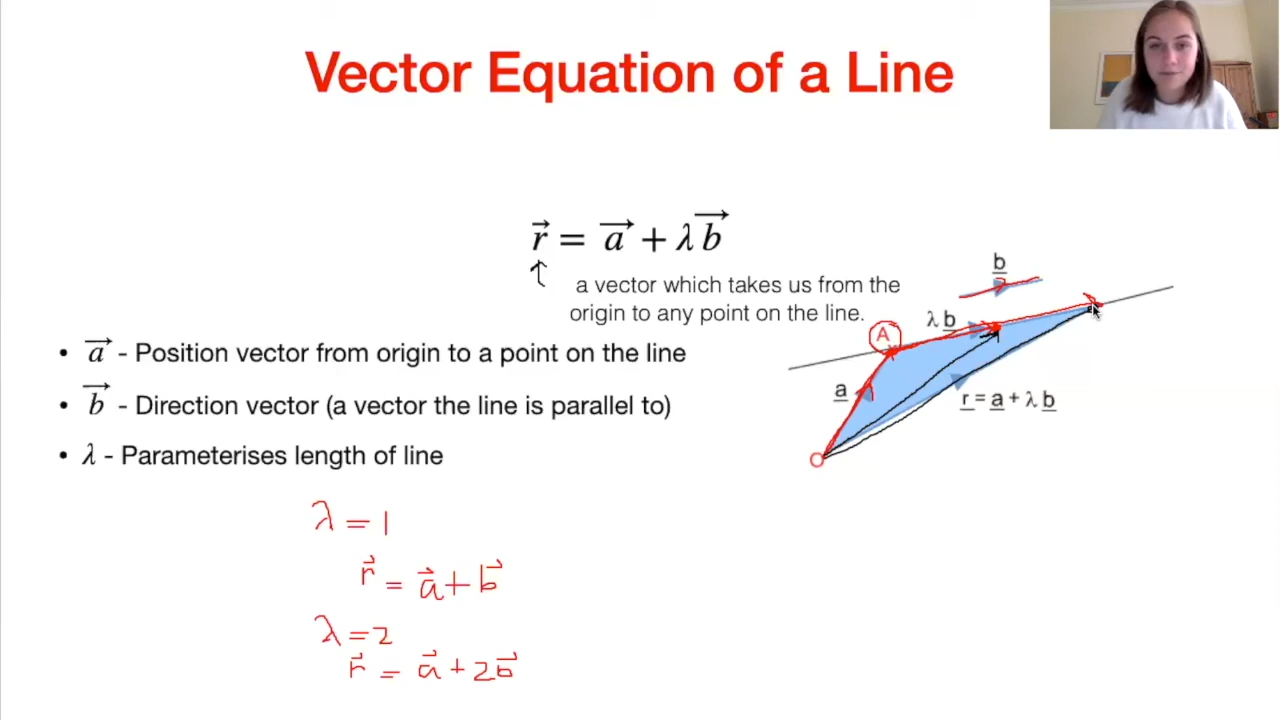 Vector Equation of a Line
r⃗ = a⃗ + λb⃗
a vector which takes us from the
origin to any point on the line.
• a⃗ - Position vector from origin to a point on the line
• b⃗ - Direction vector (a vector the line is parallel to)
• λ - Parameterises length of line
b
λ b
A
a
r = a + λ b
O
λ = 1
r⃗ = a⃗ + b⃗
λ = 2
r⃗ = a⃗ + 2b⃗